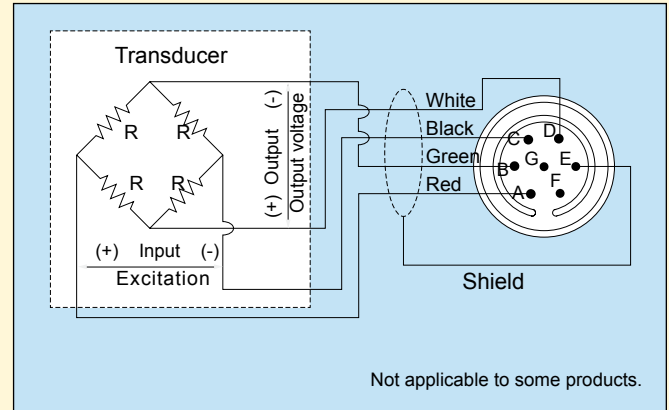 Transducer
R R
R R
(-)
Output
(+)
Output voltage
(+) Input (-)
Excitation
White
Black
Green
Red
C D
B G E
A F
Shield
Not applicable to some products.